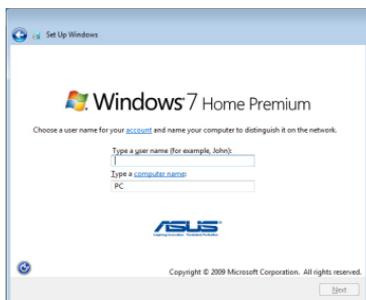 Set Up Windows
Windows 7 Home Premium
Choose a user name for your account and name your computer to distinguish it on the network.
Type a user name (for example, John):
Type a computer name:
PC
ASUS
Copyright © 2009 Microsoft Corporation. All rights reserved.
Next